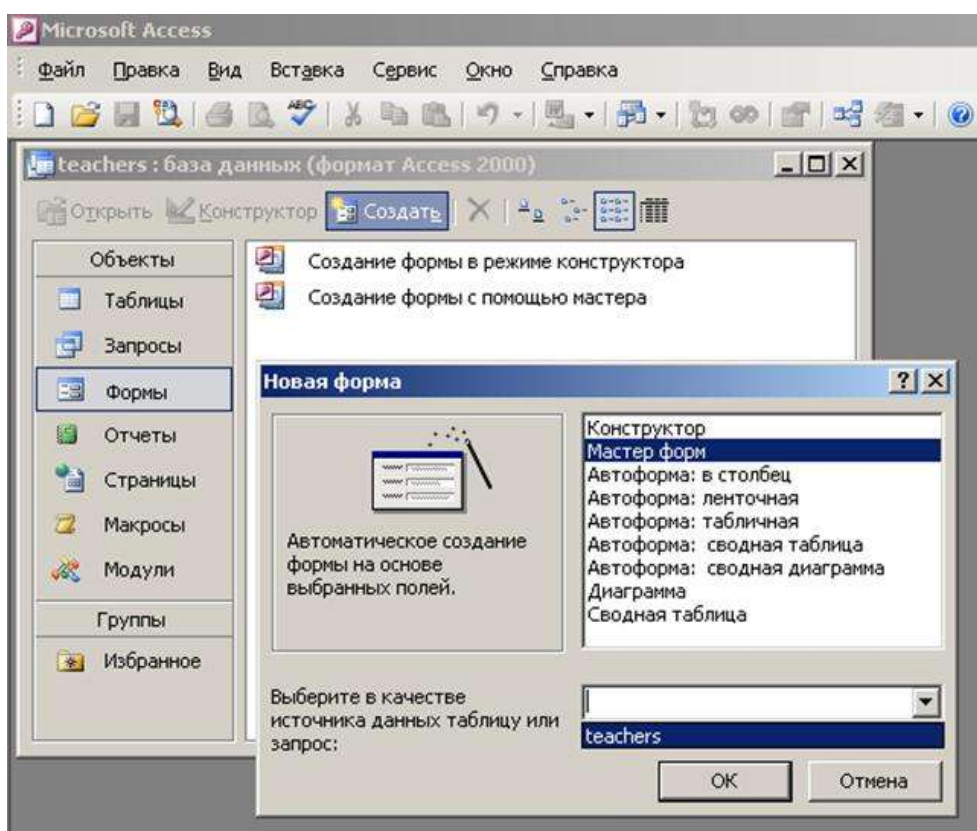 Microsoft Access
Файл Правка Вид Вставка Сервис Окно Справка
teachers : база данных (формат Access 2000)
Открыть Конструктор Создать
Объекты
Таблицы
Запросы
Формы
Отчеты
Страницы
Макросы
Модули
Группы
Избранное
Создание формы в режиме конструктора
Создание формы с помощью мастера
Новая форма
Автоматическое создание
формы на основе
выбранных полей.
Конструктор
Мастер форм
Автоформа: в столбец
Автоформа: ленточная
Автоформа: табличная
Автоформа: сводная таблица
Автоформа: сводная диаграмма
Диаграмма
Сводная таблица
Выберите в качестве
источника данных таблицу или
запрос:
teachers
ОК Отмена